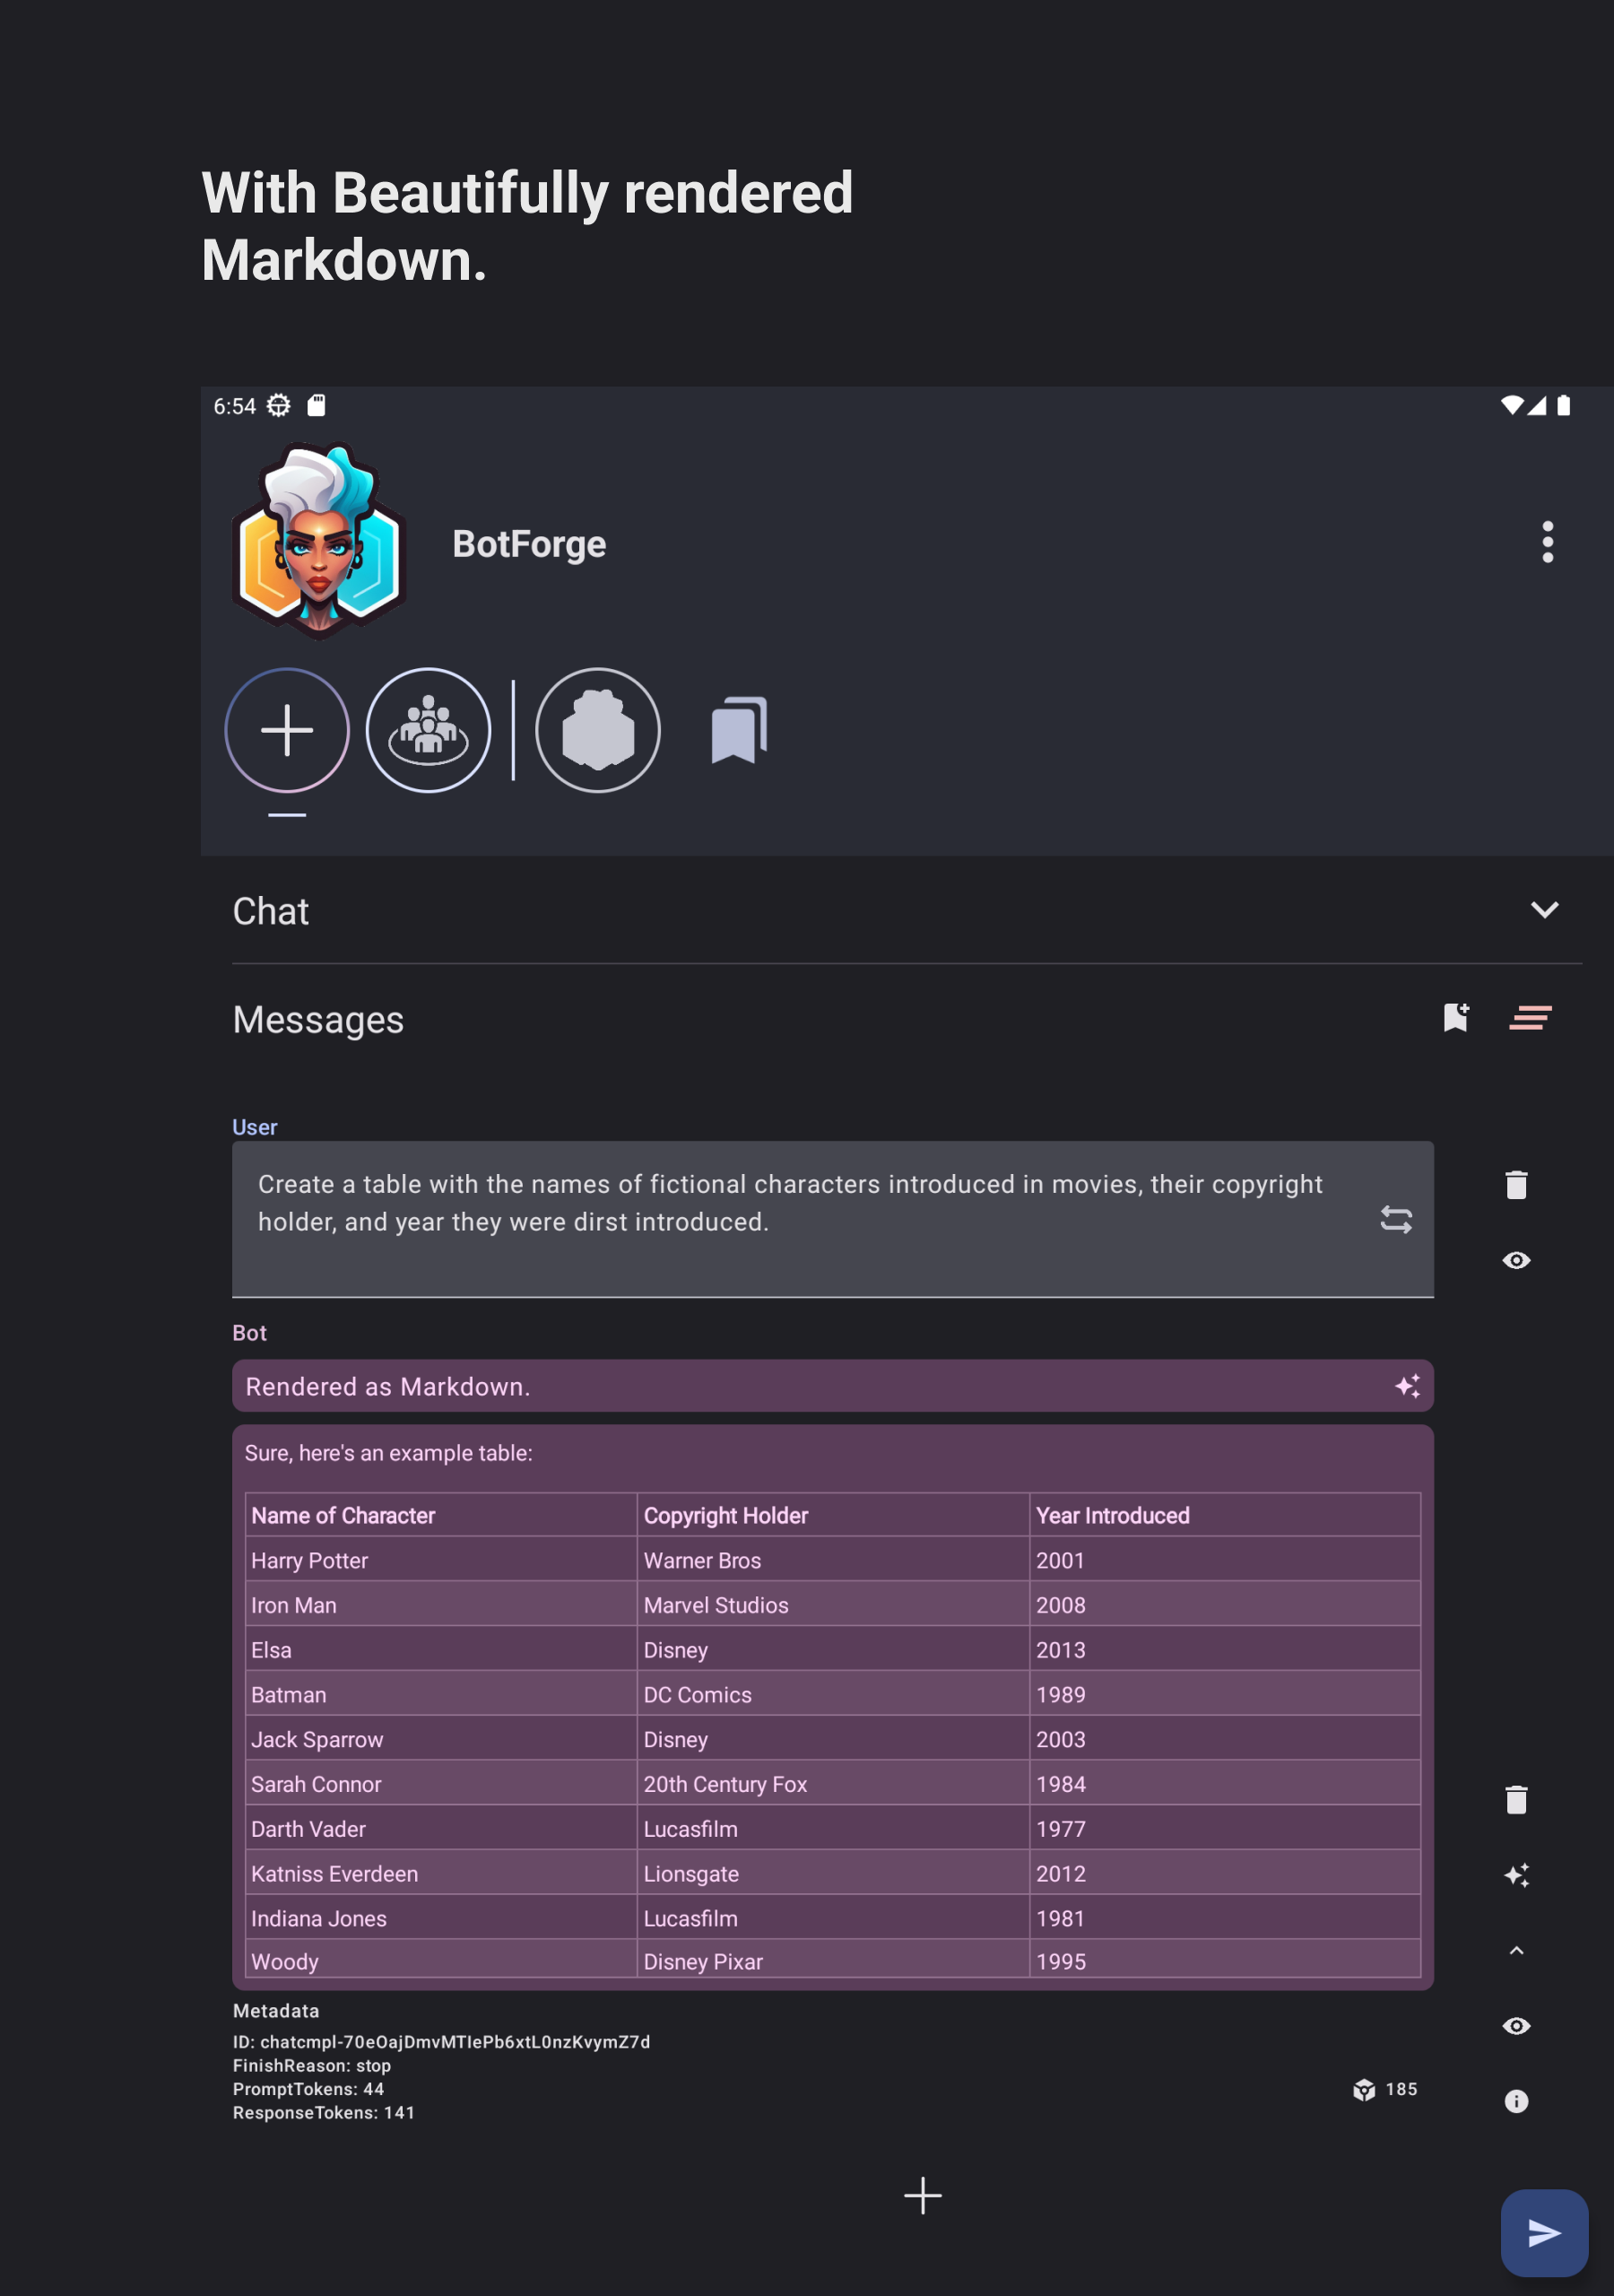 With Beautifully rendered
Markdown.
6:54
BotForge
Chat
Messages
User
Create a table with the names of fictional characters introduced in movies, their copyright
holder, and year they were dirst introduced.
Bot
Rendered as Markdown.
Sure, here's an example table:
Name of Character Copyright Holder Year Introduced
Harry Potter Warner Bros 2001
Iron Man Marvel Studios 2008
Elsa Disney 2013
Batman DC Comics 1989
Jack Sparrow Disney 2003
Sarah Connor 20th Century Fox 1984
Darth Vader Lucasfilm 1977
Katniss Everdeen Lionsgate 2012
Indiana Jones Lucasfilm 1981
Woody Disney Pixar 1995
Metadata
ID: chatcmpl-70eOajDmvMTIePb6xtL0nzKvymZ7d
FinishReason: stop
PromptTokens: 44
185
ResponseTokens: 141